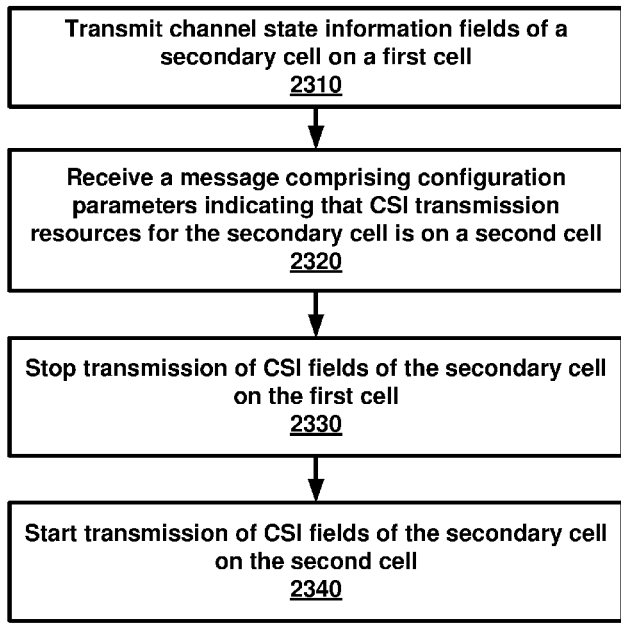 Transmit channel state information fields of a
secondary cell on a first cell
2310
Receive a message comprising configuration
parameters indicating that CSI transmission
resources for the secondary cell is on a second cell
2320
Stop transmission of CSI fields of the secondary cell
on the first cell
2330
Start transmission of CSI fields of the secondary cell
on the second cell
2340